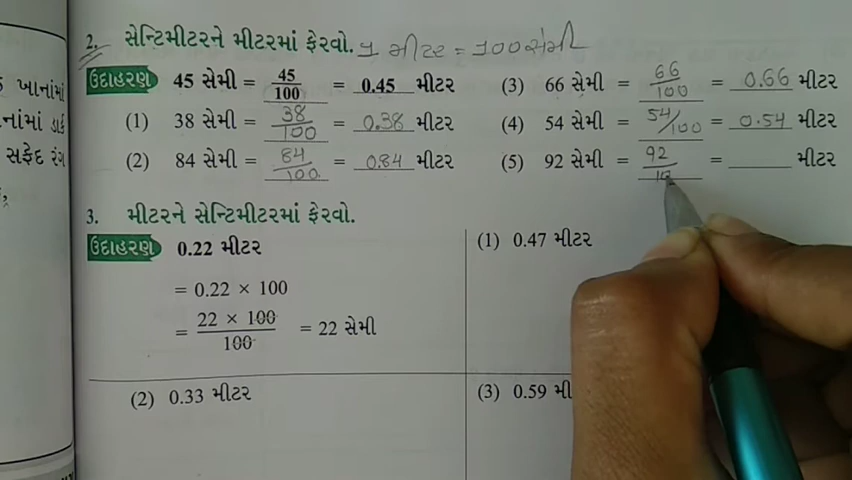 2. સેન્ટિમીટરને મીટરમાં ફેરવો. 1 મીટર = 100 સેમી
ઉદાહરણ 45 સેમી = 45/100 = 0.45 મીટર
(1) 38 સેમી = 38/100 = 0.38 મીટર
(2) 84 સેમી = 84/100 = 0.84 મીટર
(3) 66 સેમી = 66/100 = 0.66 મીટર
(4) 54 સેમી = 54/100 = 0.54 મીટર
(5) 92 સેમી = 92/10 = ______ મીટર
3. મીટરને સેન્ટિમીટરમાં ફેરવો.
ઉદાહરણ 0.22 મીટર
= 0.22 × 100
= 22 × 100/100 = 22 સેમી
(1) 0.47 મીટર
(2) 0.33 મીટર
(3) 0.59 મી
ખાનાંમાં
નાંમાં ડાર્ક
સફેદ રંગ